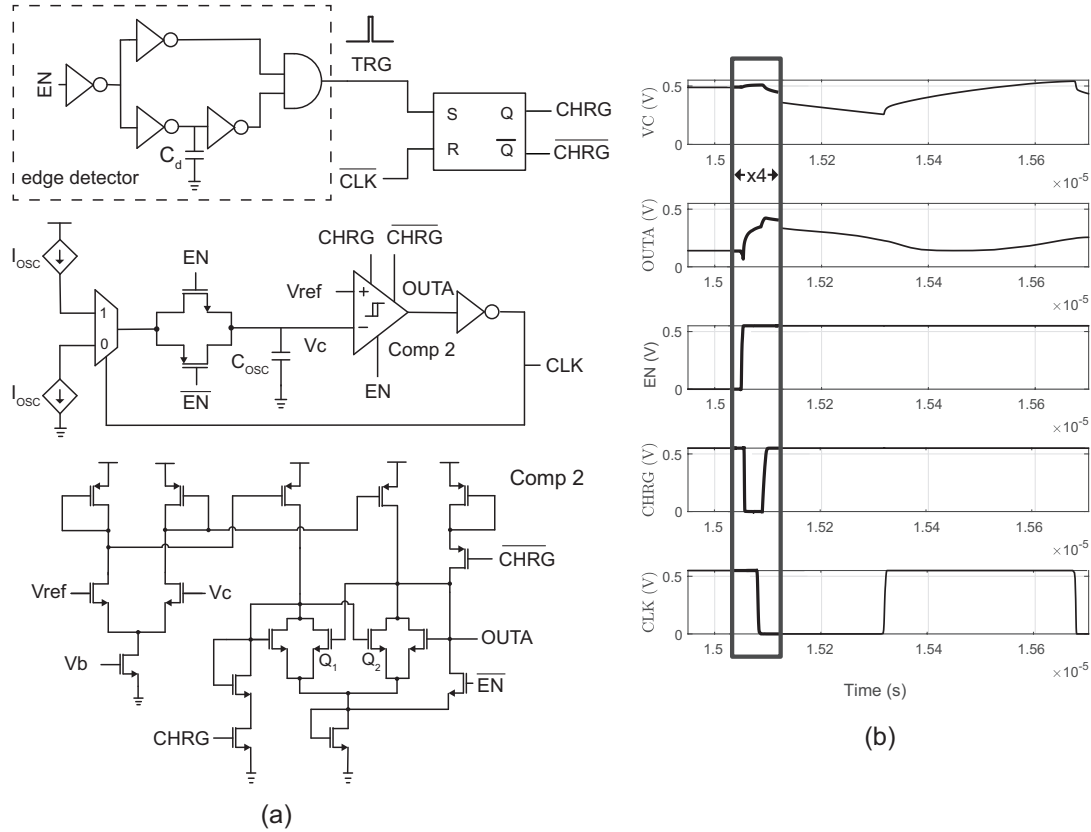 EN
TRG
C_d
edge detector
S Q
R Q̅
CHRG
C̅H̅R̅G̅
C̅L̅K̅
I_OSC
I_OSC
1
0
EN
E̅N̅
C_OSC
Vc
Vref
+
−
CHRG
C̅H̅R̅G̅
OUTA
Comp 2
EN
CLK
Comp 2
Vref
Vc
Vb
CHRG
Q_1
Q_2
C̅H̅R̅G̅
OUTA
E̅N̅
(a)
VC (V)
0.5
0
1.5 1.52 1.54 1.56
×10^-5
x4
OUTA (V)
0.5
0
1.5 1.52 1.54 1.56
×10^-5
EN (V)
0.5
0
1.5 1.52 1.54 1.56
×10^-5
CHRG (V)
0.5
0
1.5 1.52 1.54 1.56
×10^-5
CLK (V)
0.5
0
1.5 1.52 1.54 1.56
×10^-5
Time (s)
(b)